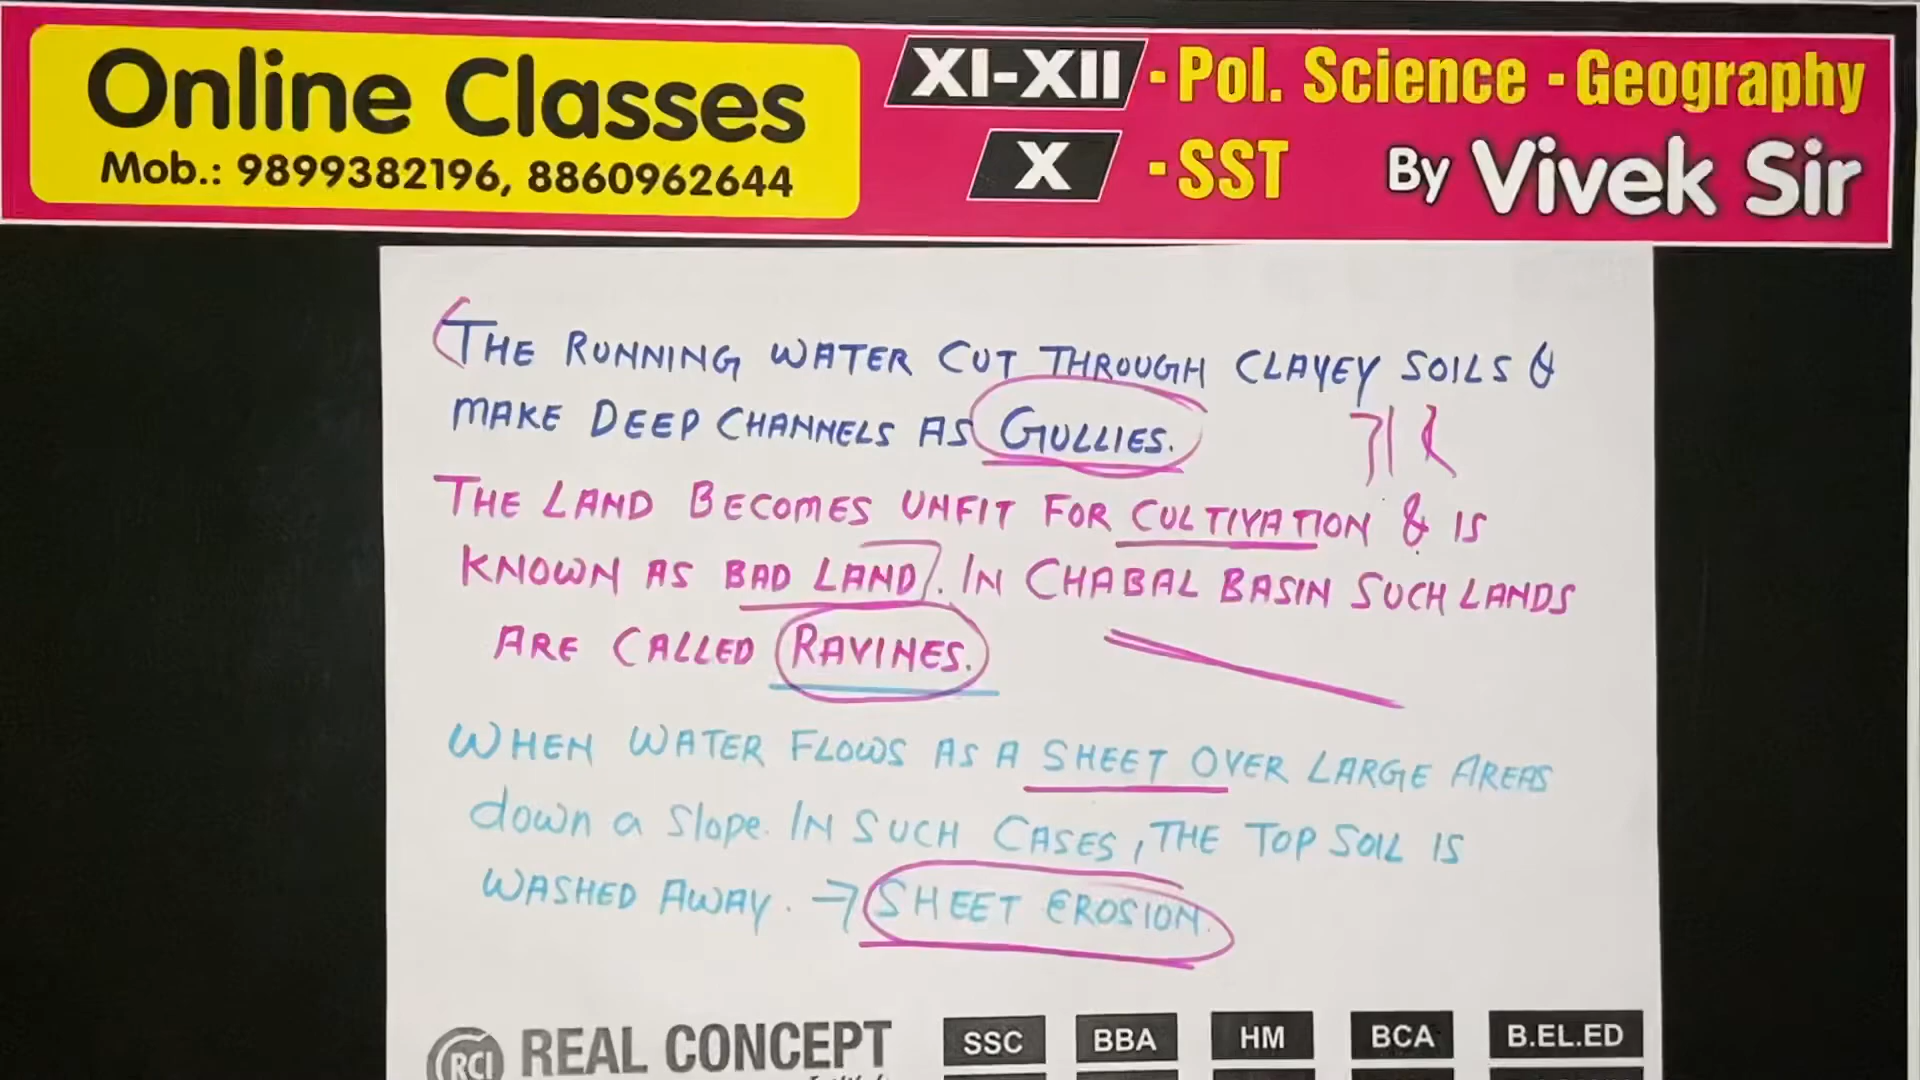 Online Classes
Mob.: 9899382196, 8860962644
XI-XII - Pol. Science - Geography
X - SST By Vivek Sir
THE RUNNING WATER CUT THROUGH CLAYEY SOILS &
MAKE DEEP CHANNELS AS GULLIES.
THE LAND BECOMES UNFIT FOR CULTIVATION & IS
KNOWN AS BAD LAND. IN CHABAL BASIN SUCH LANDS
ARE CALLED RAVINES.
WHEN WATER FLOWS AS A SHEET OVER LARGE AREAS
down a slope. IN SUCH CASES, THE TOP SOIL IS
WASHED AWAY. → SHEET EROSION.
RCI REAL CONCEPT SSC BBA HM BCA B.EL.ED